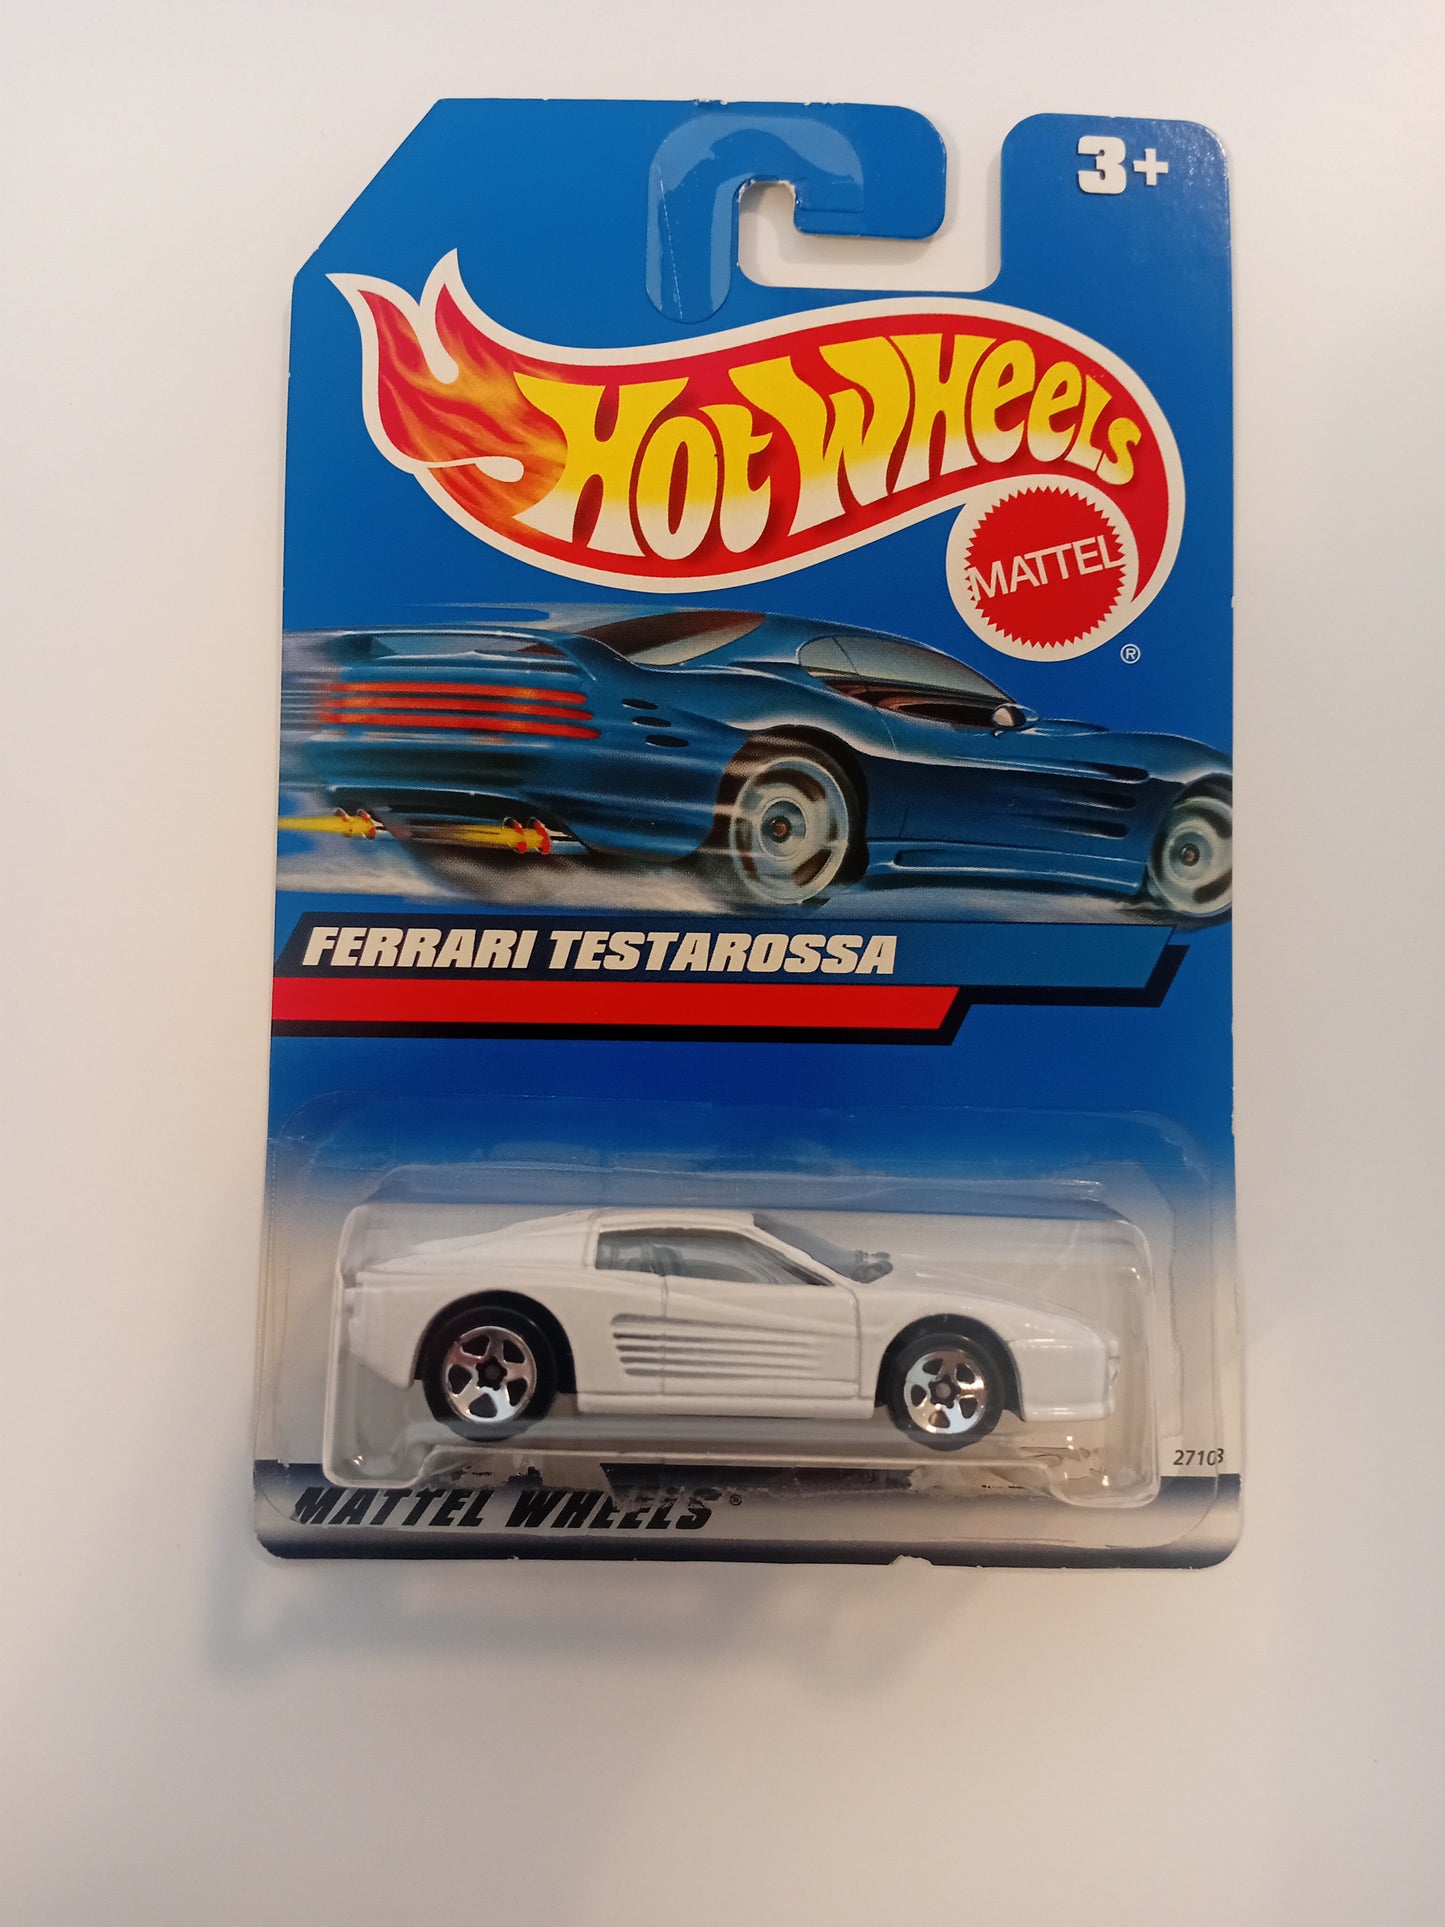 3+
HOT WHEELS
MATTEL
®
FERRARI TESTAROSSA
27103
MATTEL WHEELS®